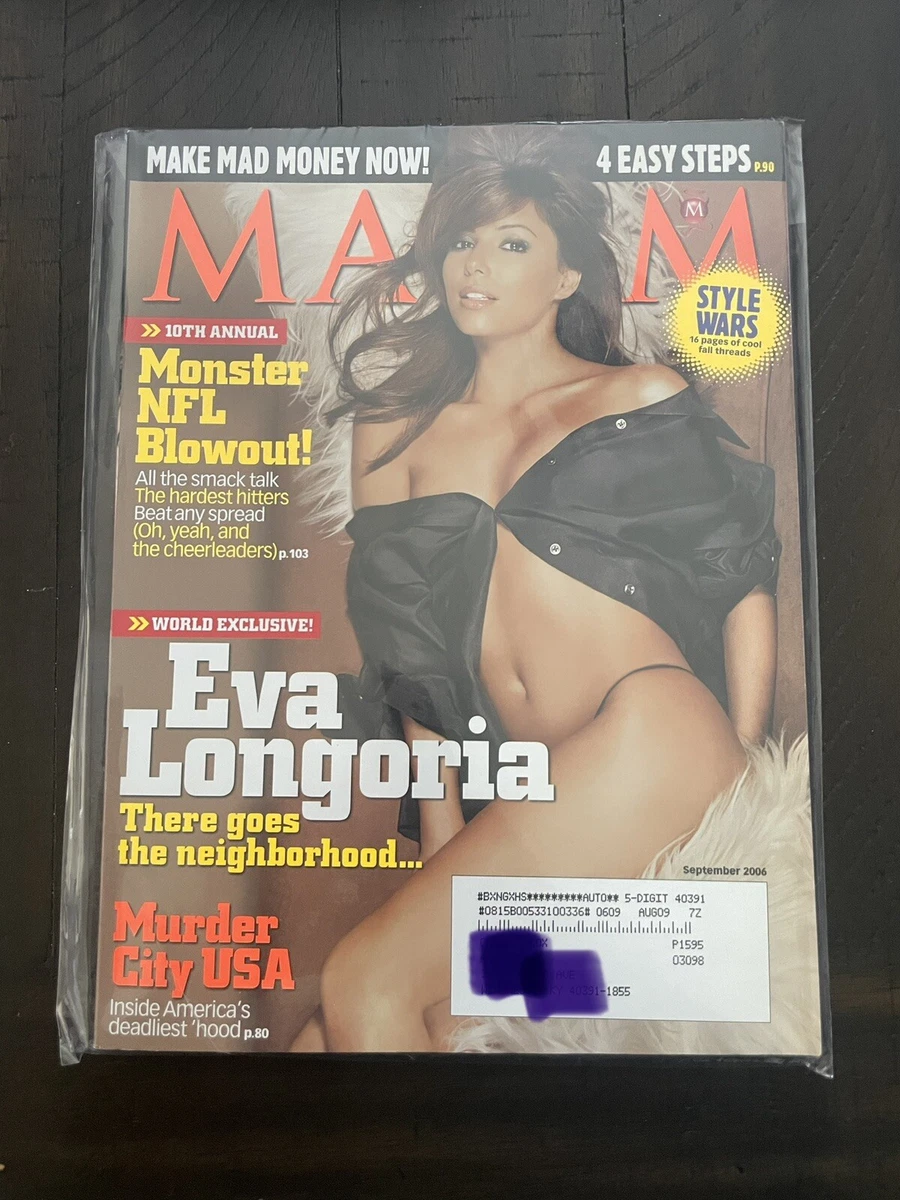 MAKE MAD MONEY NOW!
4 EASY STEPS P.90
MA M
M
STYLE
WARS
16 pages of cool
fall threads
>> 10TH ANNUAL
Monster
NFL
Blowout!
All the smack talk
The hardest hitters
Beat any spread
(Oh, yeah, and
the cheerleaders) p.103
>> WORLD EXCLUSIVE!
Eva
Longoria
There goes
the neighborhood...
Murder
City USA
Inside America's
deadliest 'hood p.80
September 2006
#BXNGXHS*********AUTO** 5-DIGIT 40391
#0815B00533100336# 0609 AUG09 7Z
P1595
03098
-1855